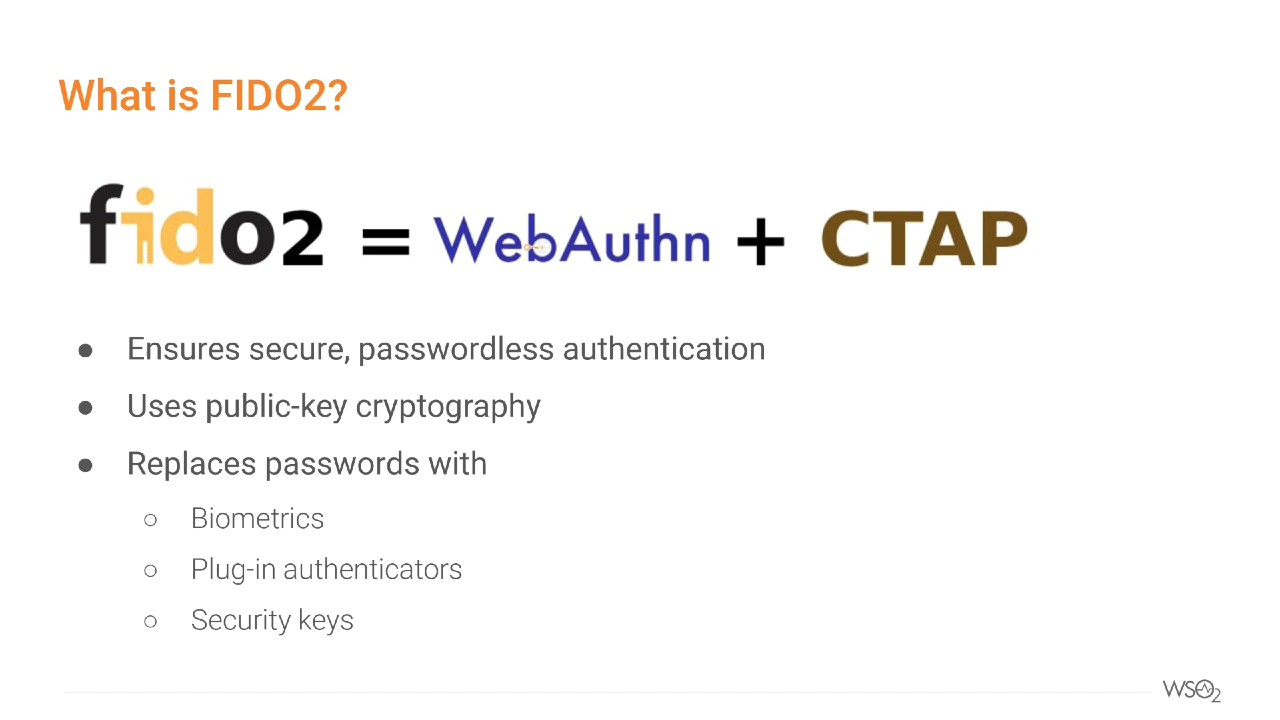 What is FIDO2?
fido2 = WebAuthn + CTAP
● Ensures secure, passwordless authentication
● Uses public-key cryptography
● Replaces passwords with
○ Biometrics
○ Plug-in authenticators
○ Security keys
WSO2